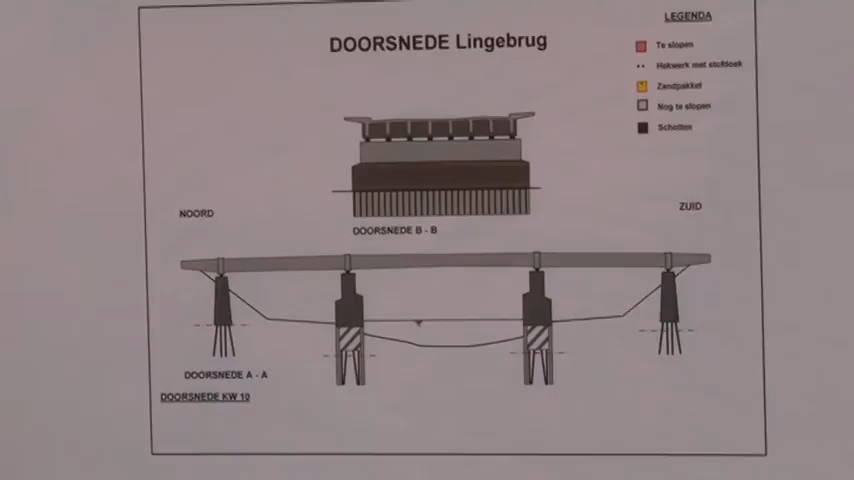 DOORSNEDE Lingebrug
LEGENDA
Te slopen
Hekwerk met stofdoek
Zandpakket
Nog te slopen
Schotten
NOORD
ZUID
DOORSNEDE B - B
DOORSNEDE A - A
DOORSNEDE KW 10